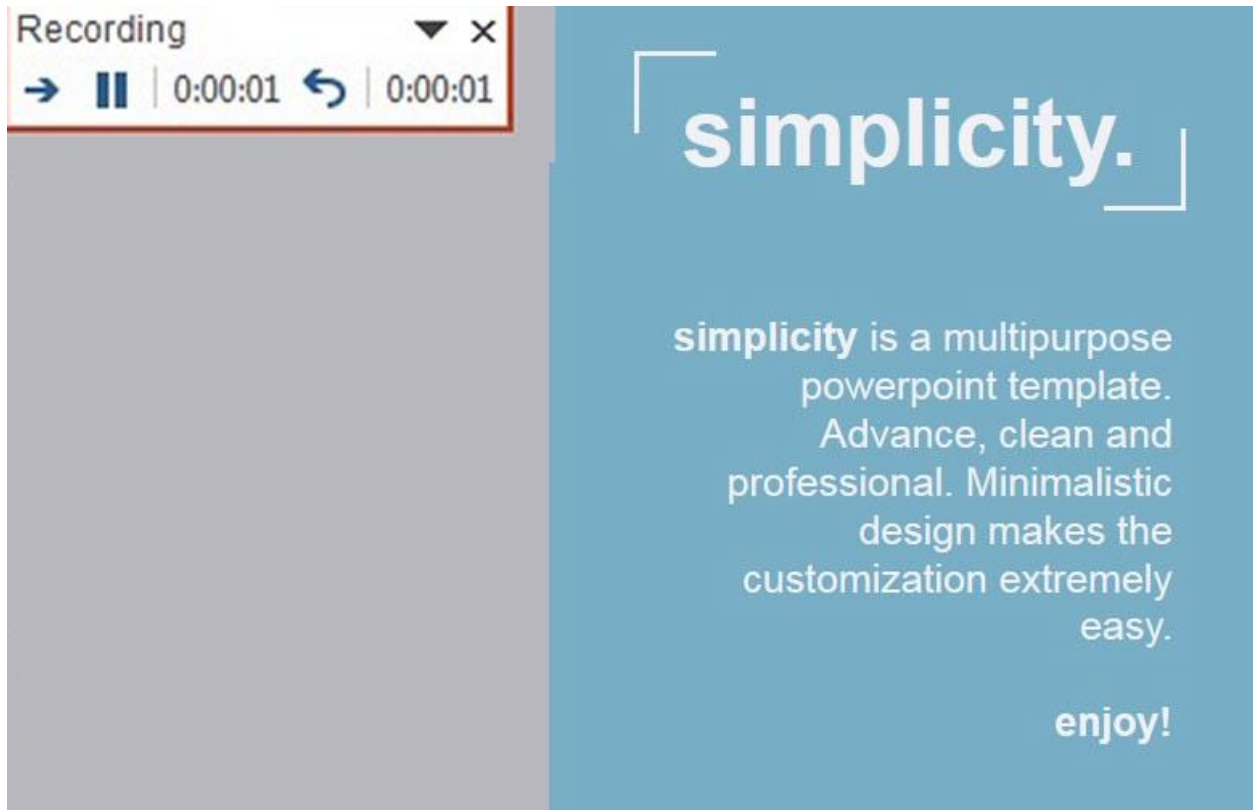 Recording
0:00:01 0:00:01
simplicity.
simplicity is a multipurpose
powerpoint template.
Advance, clean and
professional. Minimalistic
design makes the
customization extremely
easy.
enjoy!